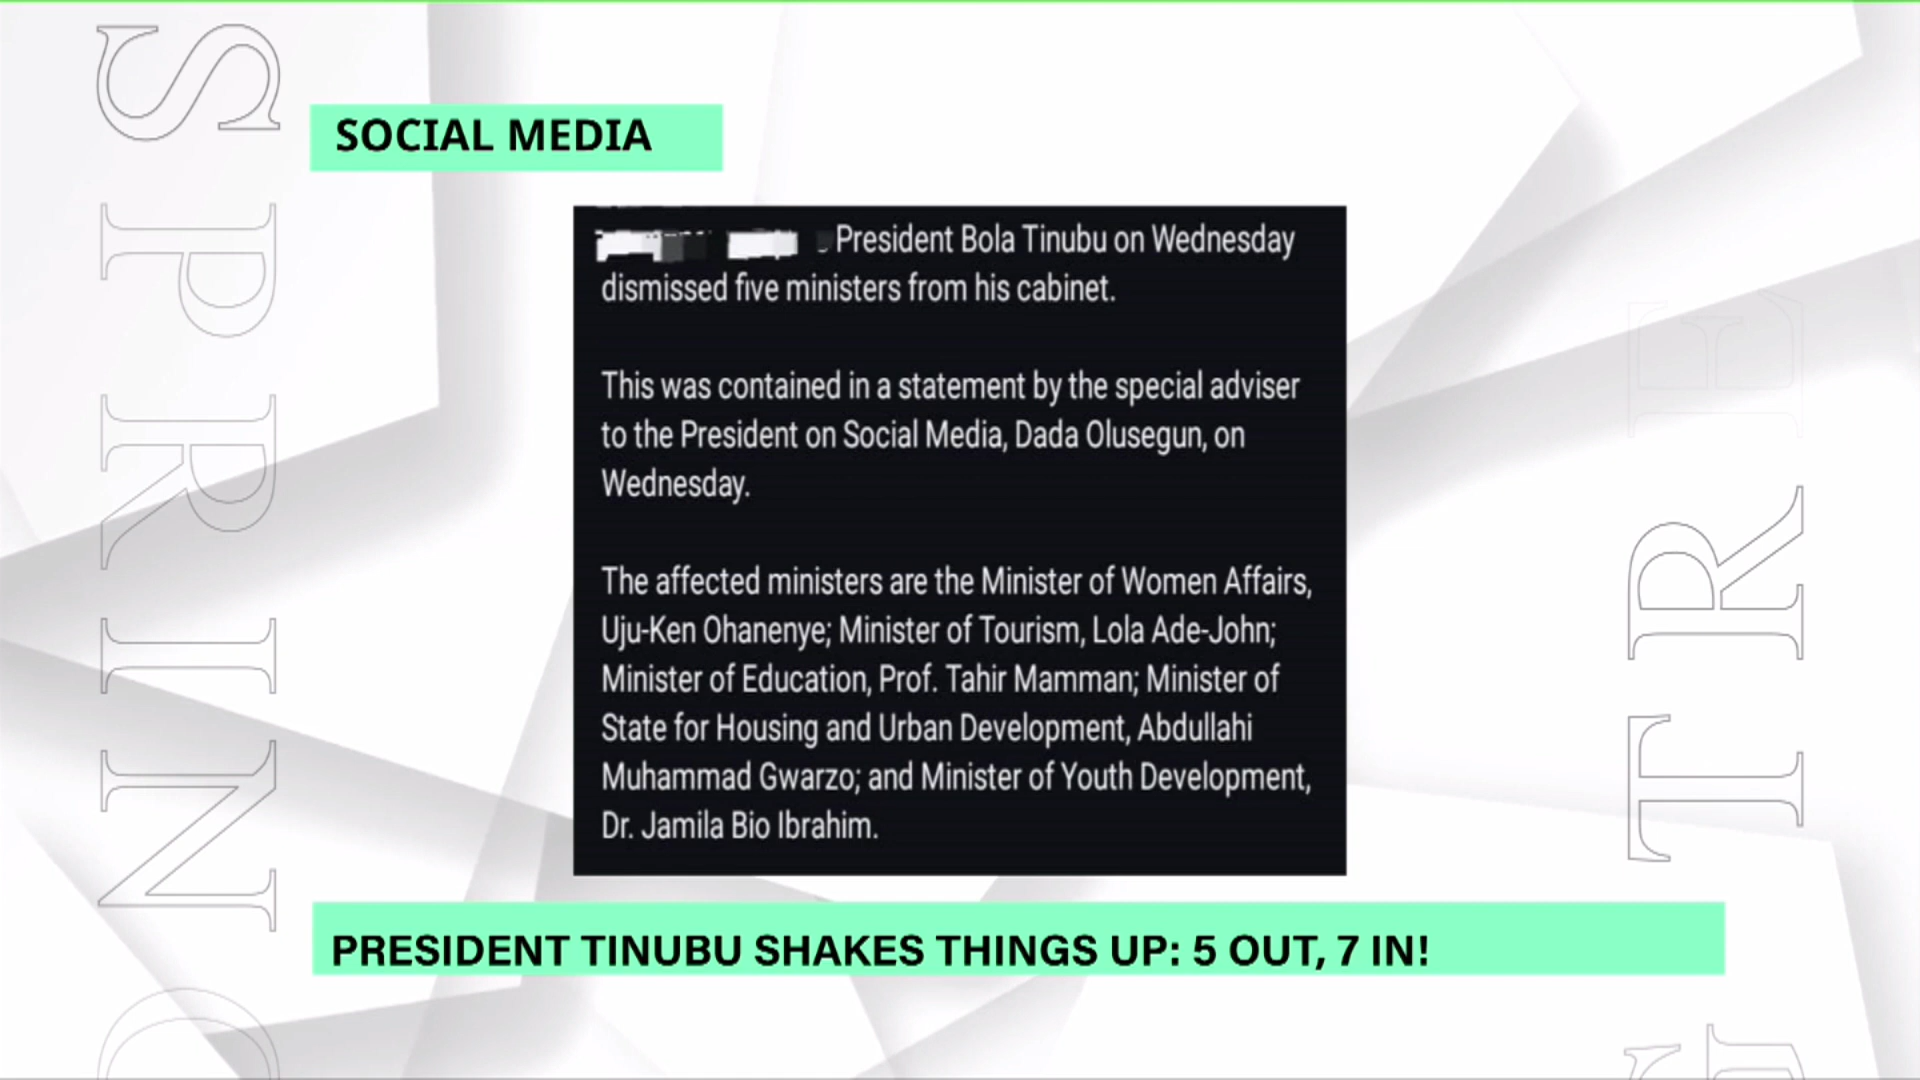 SOCIAL MEDIA
President Bola Tinubu on Wednesday
dismissed five ministers from his cabinet.
This was contained in a statement by the special adviser
to the President on Social Media, Dada Olusegun, on
Wednesday.
The affected ministers are the Minister of Women Affairs,
Uju-Ken Ohanenye; Minister of Tourism, Lola Ade-John;
Minister of Education, Prof. Tahir Mamman; Minister of
State for Housing and Urban Development, Abdullahi
Muhammad Gwarzo; and Minister of Youth Development,
Dr. Jamila Bio Ibrahim.
PRESIDENT TINUBU SHAKES THINGS UP: 5 OUT, 7 IN!